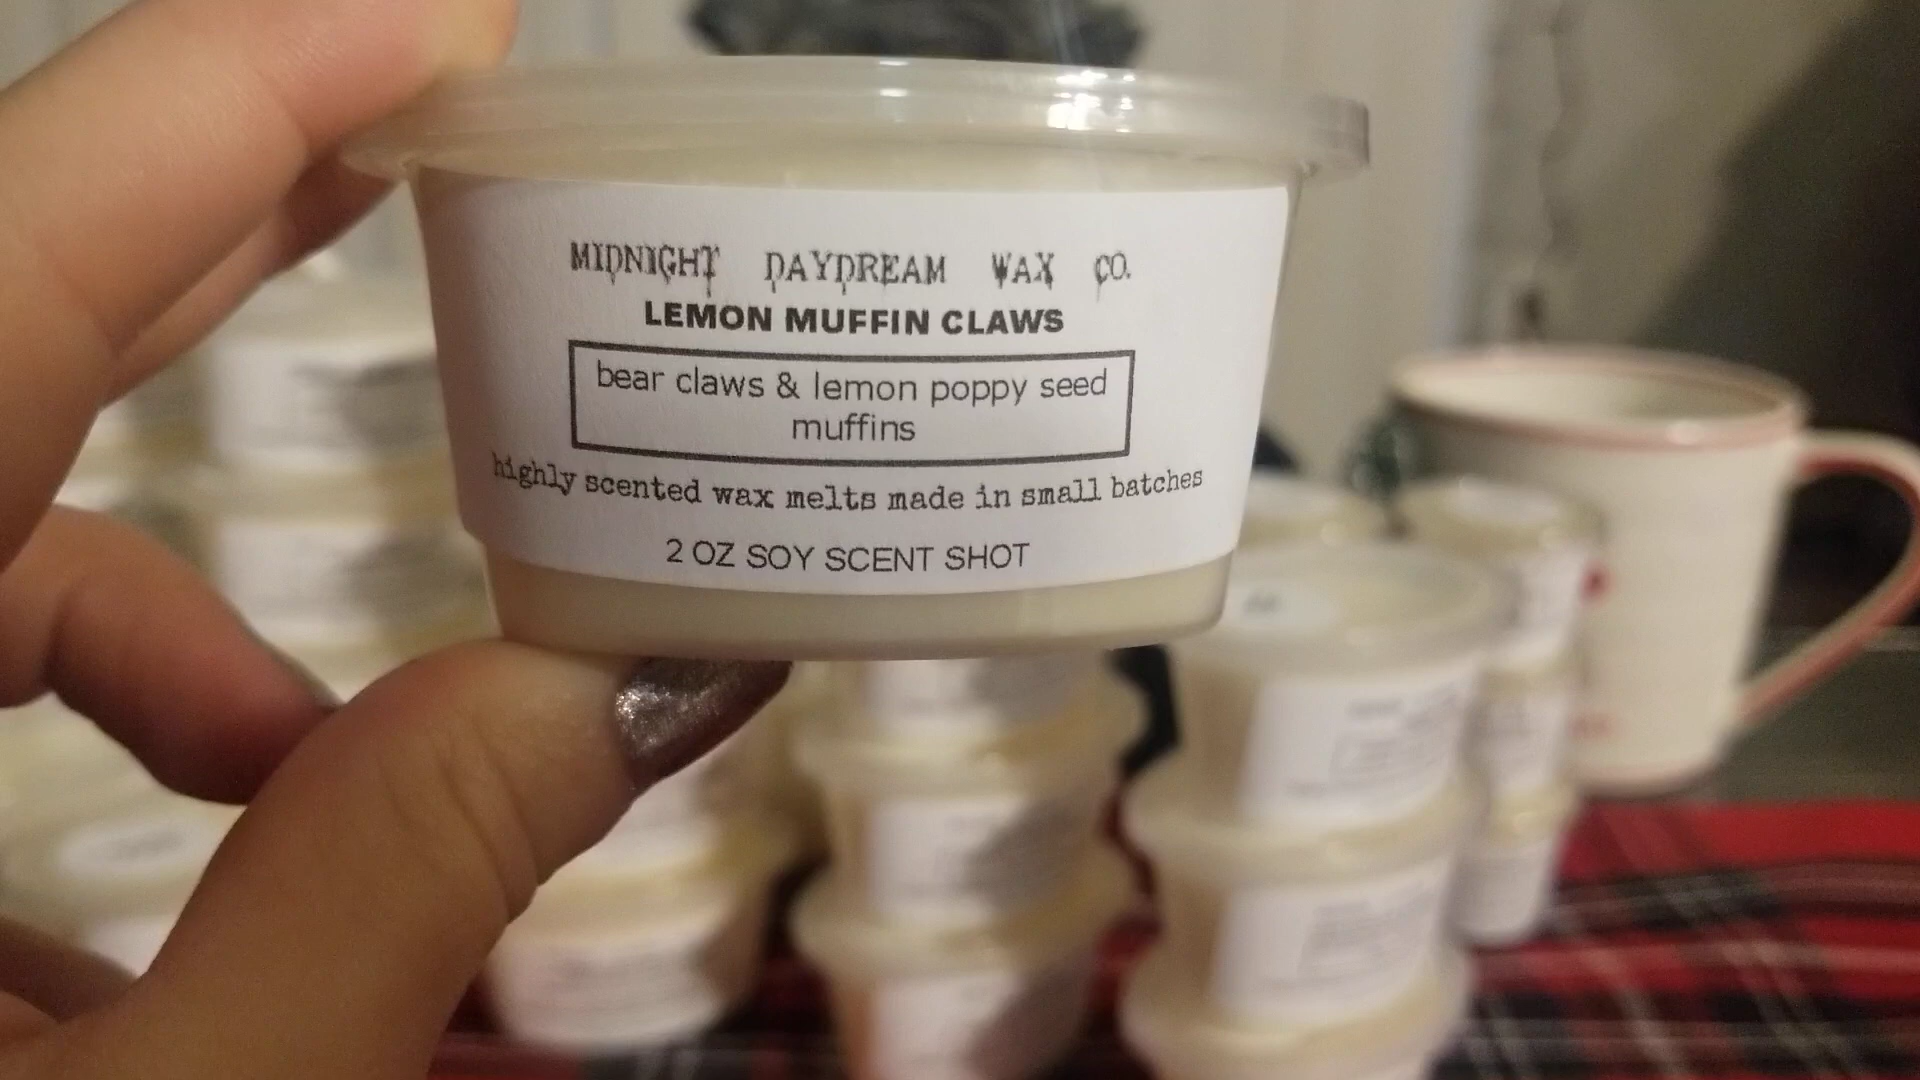 MIDNIGHT DAYDREAM WAX CO.
LEMON MUFFIN CLAWS
bear claws & lemon poppy seed
muffins
highly scented wax melts made in small batches
2 OZ SOY SCENT SHOT